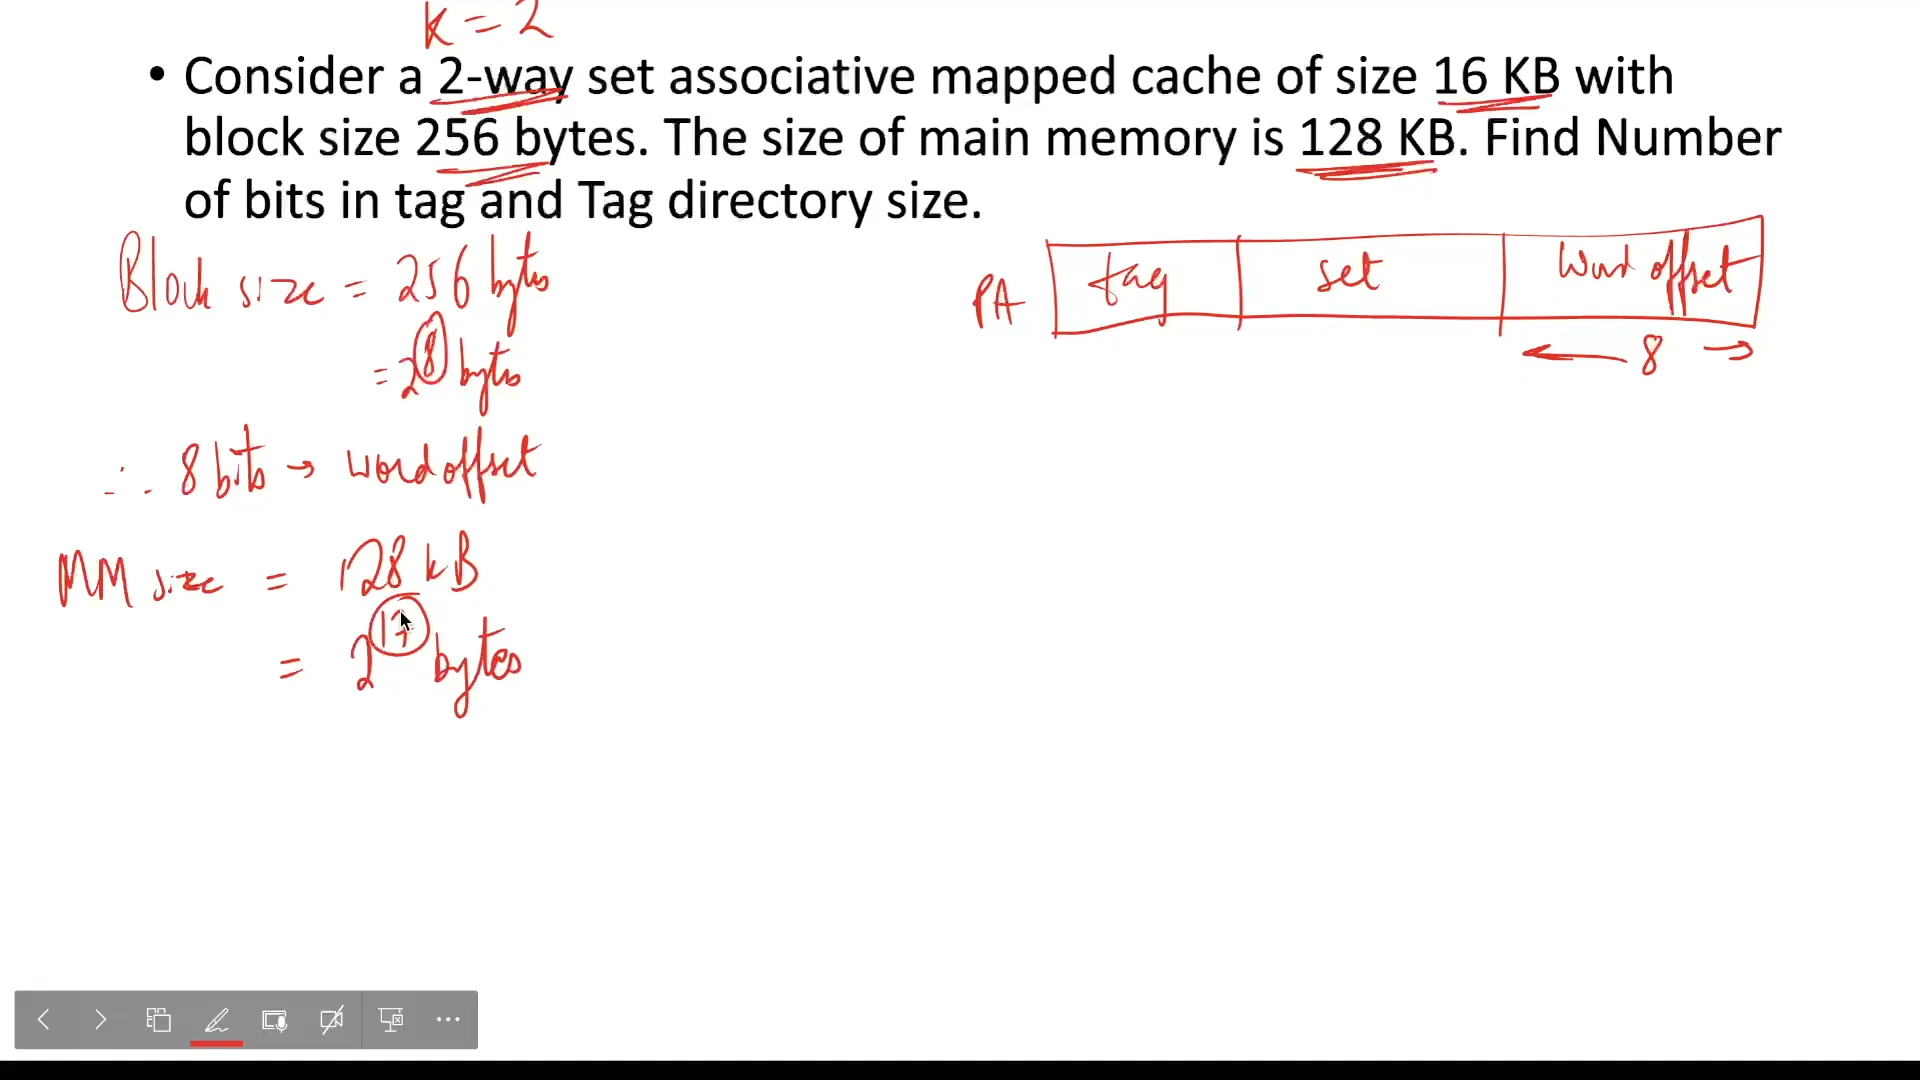 K = 2
• Consider a 2-way set associative mapped cache of size 16 KB with
block size 256 bytes. The size of main memory is 128 KB. Find Number
of bits in tag and Tag directory size.
Block size = 256 bytes
PA tag set Word offset
8
= 2^8 bytes
∴ 8 bits → word offset
MM size = 128 kB
= 2^17 bytes